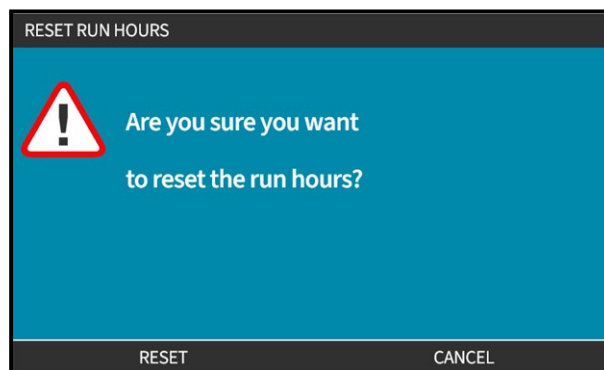 RESET RUN HOURS
!
Are you sure you want
to reset the run hours?
RESET
CANCEL